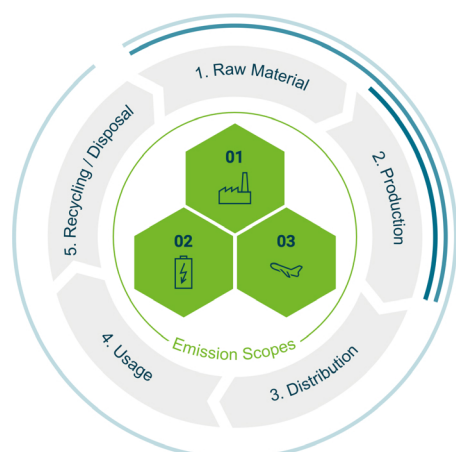 1. Raw Material
2. Production
3. Distribution
4. Usage
5. Recycling / Disposal
01
02
03
Emission Scopes